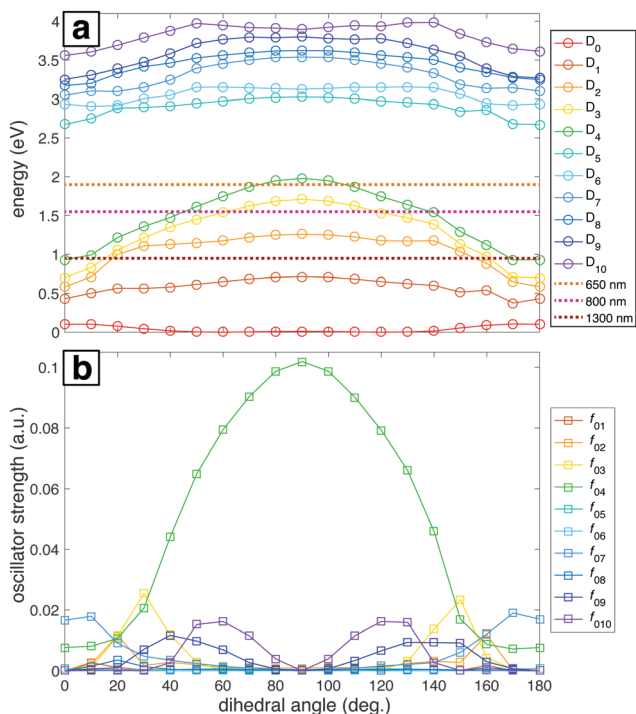 a
energy (eV)
4
3.5
3
2.5
2
1.5
1
0.5
0
D0
D1
D2
D3
D4
D5
D6
D7
D8
D9
D10
650 nm
800 nm
1300 nm
b
oscillator strength (a.u.)
0.1
0.08
0.06
0.04
0.02
0
0 20 40 60 80 100 120 140 160 180
dihedral angle (deg.)
f01
f02
f03
f04
f05
f06
f07
f08
f09
f010